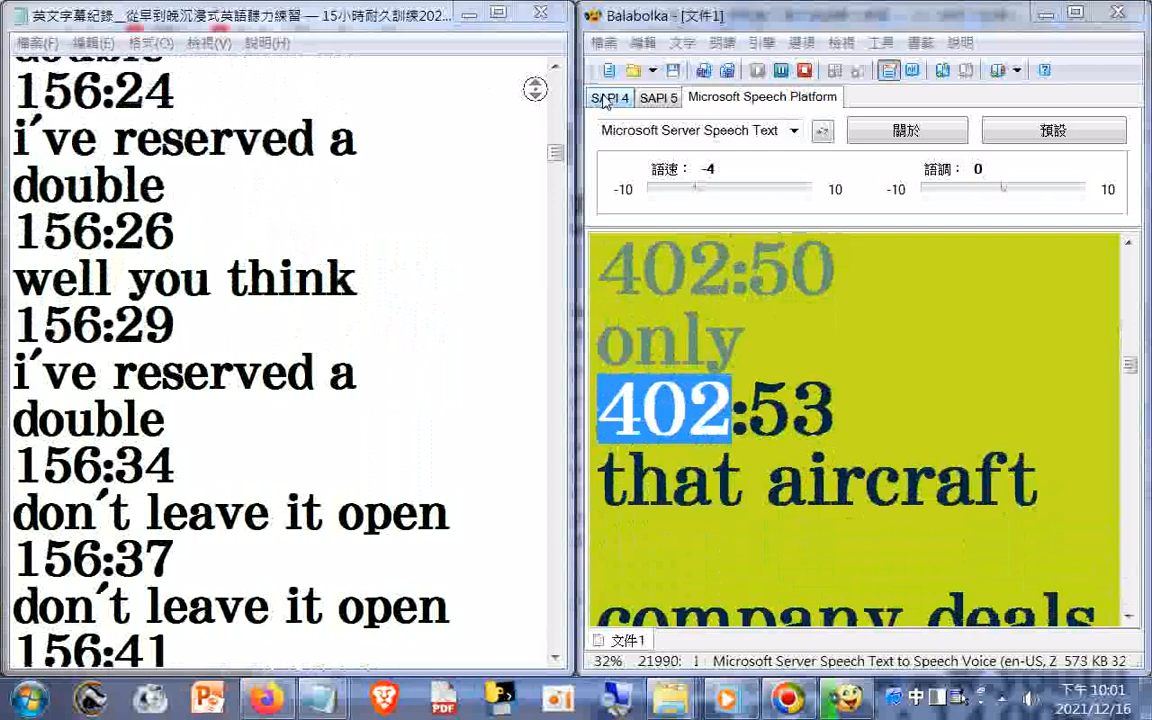 英文字幕紀錄__從早到晚沉浸式英語聽力練習 — 15小時耐久訓練202...
檔案(F) 編輯(E) 格式(O) 檢視(V) 說明(H)
double
156:24
i´ve reserved a
double
156:26
well you think
156:29
i´ve reserved a
double
156:34
don´t leave it open
156:37
don´t leave it open
156:41
Balabolka - [文件1]
檔案 編輯 文字 朗讀 引擎 選項 檢視 工具 書籤 說明
SAPI 4 SAPI 5 Microsoft Speech Platform
Microsoft Server Speech Text
關於
預設
語速： -4
語調： 0
-10 10
-10 10
402:50
only
402:53
that aircraft
company deals
文件1
32% 21990: 1 Microsoft Server Speech Text to Speech Voice (en-US, Z 573 KB 32
PDF
中
下午 10:01
2021/12/16